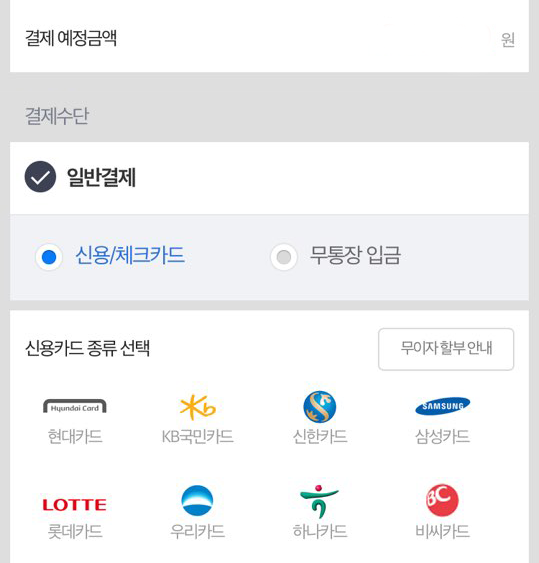 결제 예정금액 원
결제수단
일반결제
신용/체크카드 무통장 입금
신용카드 종류 선택 무이자 할부 안내
Hyundai Card Kb SAMSUNG
현대카드 KB국민카드 신한카드 삼성카드
LOTTE BC
롯데카드 우리카드 하나카드 비씨카드